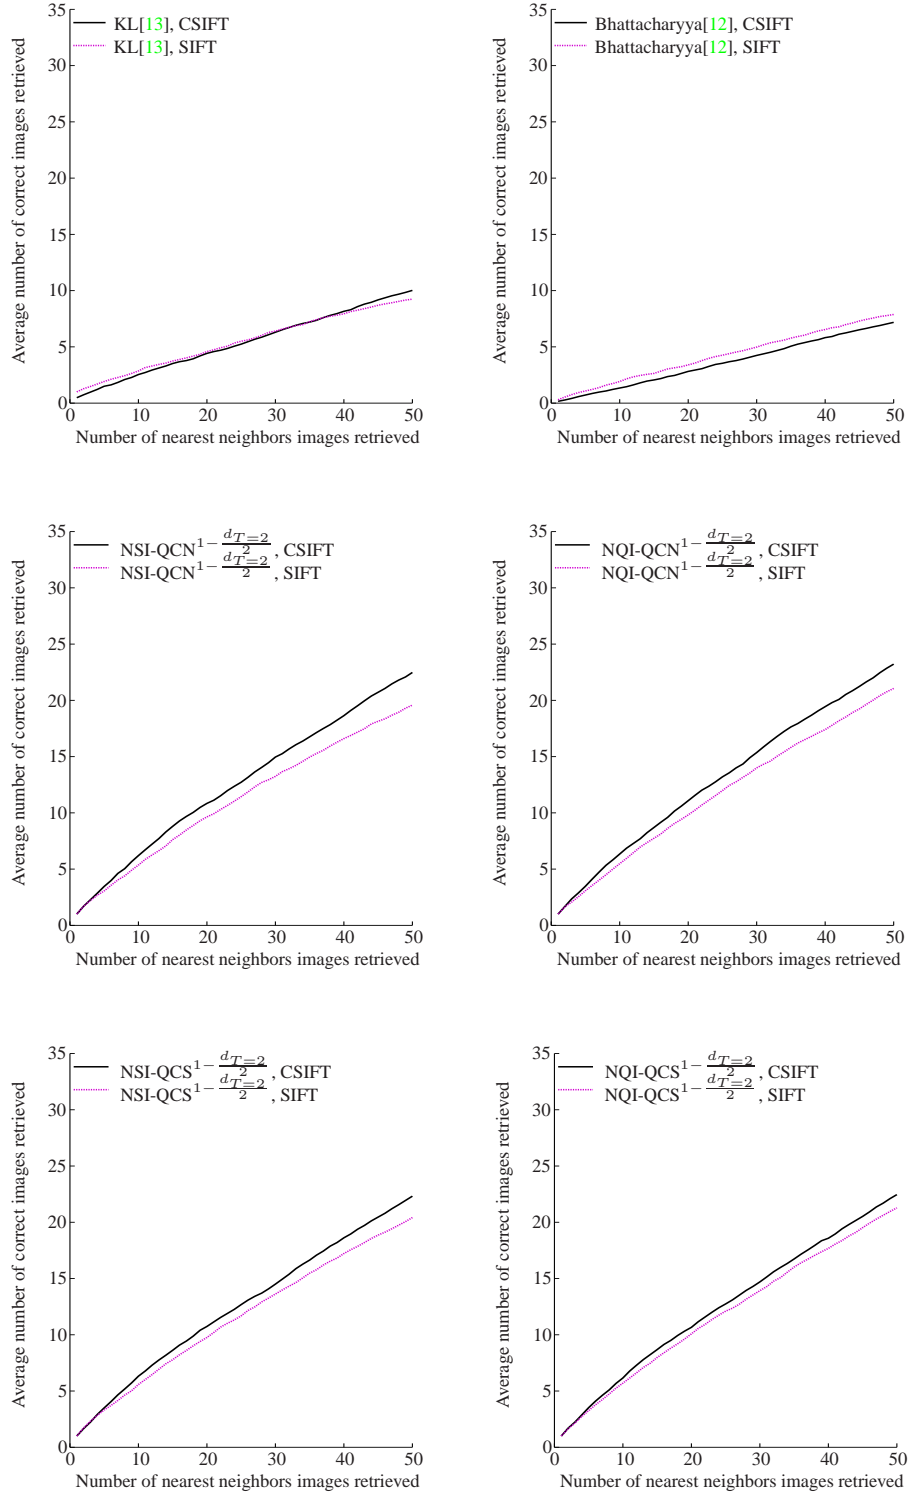 KL[13], CSIFT
KL[13], SIFT
35
30
25
20
15
10
5
0
Average number of correct images retrieved
0 10 20 30 40 50
Number of nearest neighbors images retrieved
Bhattacharyya[12], CSIFT
Bhattacharyya[12], SIFT
35
30
25
20
15
10
5
0
Average number of correct images retrieved
0 10 20 30 40 50
Number of nearest neighbors images retrieved
NSI-QCN^{1-\frac{d_{T=2}}{2}}, CSIFT
NSI-QCN^{1-\frac{d_{T=2}}{2}}, SIFT
35
30
25
20
15
10
5
0
Average number of correct images retrieved
0 10 20 30 40 50
Number of nearest neighbors images retrieved
NQI-QCN^{1-\frac{d_{T=2}}{2}}, CSIFT
NQI-QCN^{1-\frac{d_{T=2}}{2}}, SIFT
35
30
25
20
15
10
5
0
Average number of correct images retrieved
0 10 20 30 40 50
Number of nearest neighbors images retrieved
NSI-QCS^{1-\frac{d_{T=2}}{2}}, CSIFT
NSI-QCS^{1-\frac{d_{T=2}}{2}}, SIFT
35
30
25
20
15
10
5
0
Average number of correct images retrieved
0 10 20 30 40 50
Number of nearest neighbors images retrieved
NQI-QCS^{1-\frac{d_{T=2}}{2}}, CSIFT
NQI-QCS^{1-\frac{d_{T=2}}{2}}, SIFT
35
30
25
20
15
10
5
0
Average number of correct images retrieved
0 10 20 30 40 50
Number of nearest neighbors images retrieved